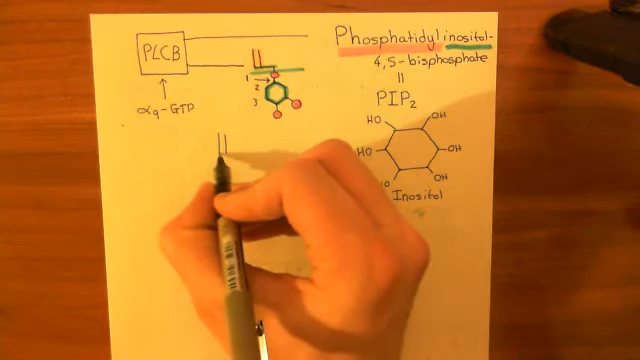 PLCB
αq-GTP
1
2
3
Phosphatidylinositol-
4,5-bisphosphate
=
PIP2
HO
OH
HO
OH
OH
Inositol